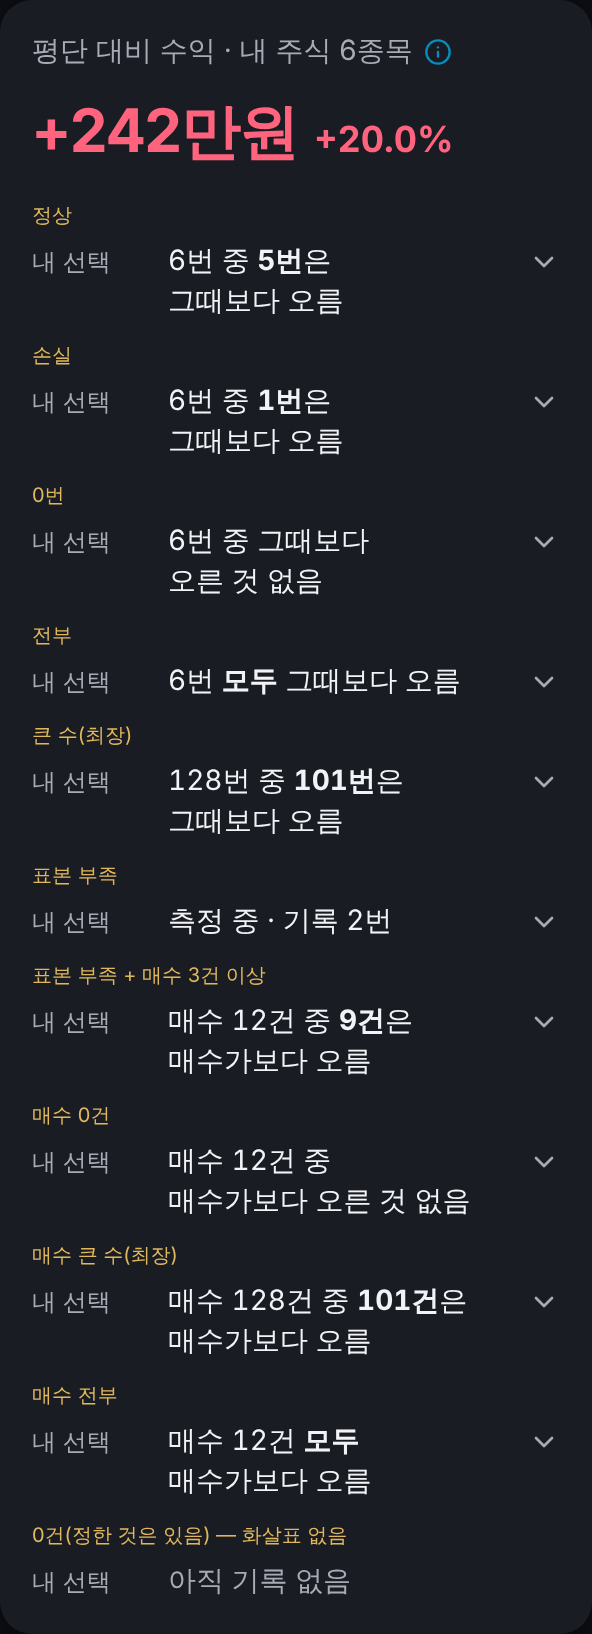 평단 대비 수익 · 내 주식 6종목
+242만원 +20.0%
정상
내 선택 6번 중 5번은
그때보다 오름
손실
내 선택 6번 중 1번은
그때보다 오름
0번
내 선택 6번 중 그때보다
오른 것 없음
전부
내 선택 6번 모두 그때보다 오름
큰 수(최장)
내 선택 128번 중 101번은
그때보다 오름
표본 부족
내 선택 측정 중 · 기록 2번
표본 부족 + 매수 3건 이상
내 선택 매수 12건 중 9건은
매수가보다 오름
매수 0건
내 선택 매수 12건 중
매수가보다 오른 것 없음
매수 큰 수(최장)
내 선택 매수 128건 중 101건은
매수가보다 오름
매수 전부
내 선택 매수 12건 모두
매수가보다 오름
0건(정한 것은 있음) — 화살표 없음
내 선택 아직 기록 없음